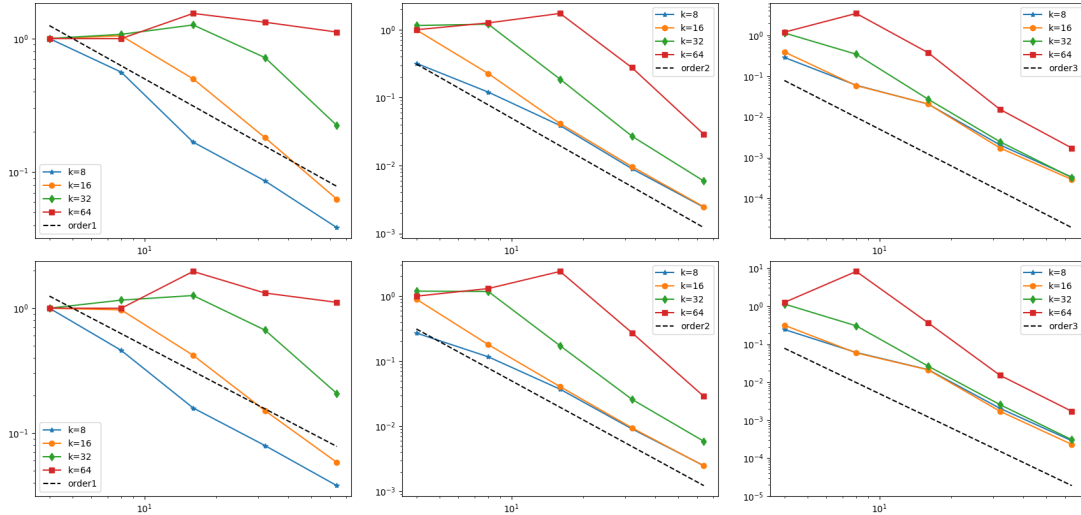 10⁰
10⁻¹
10¹
k=8
k=16
k=32
k=64
order1
10⁰
10⁻¹
10⁻²
10⁻³
10¹
k=8
k=16
k=32
k=64
order2
10⁰
10⁻¹
10⁻²
10⁻³
10⁻⁴
10¹
k=8
k=16
k=32
k=64
order3
10⁰
10⁻¹
10¹
k=8
k=16
k=32
k=64
order1
10⁰
10⁻¹
10⁻²
10⁻³
10¹
k=8
k=16
k=32
k=64
order2
10¹
10⁰
10⁻¹
10⁻²
10⁻³
10⁻⁴
10⁻⁵
10¹
k=8
k=16
k=32
k=64
order3